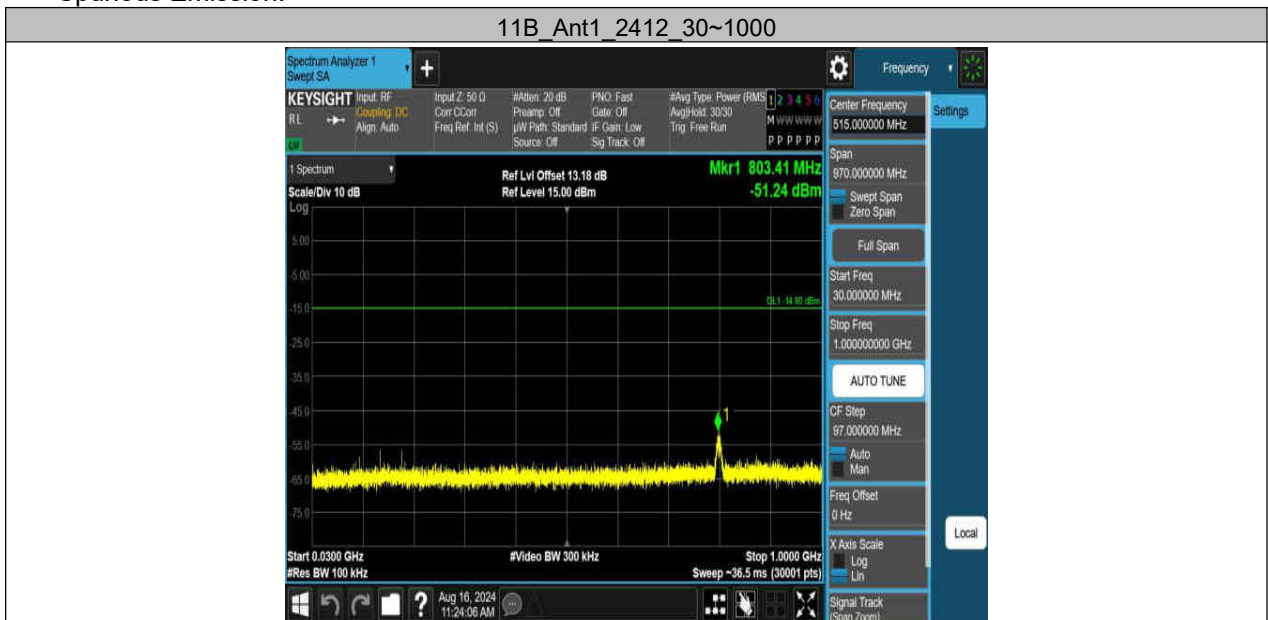 Spurious Emission:
11B_Ant1_2412_30~1000
Spectrum Analyzer 1
Swept SA
+
Frequency
KEYSIGHT
RL
Input: RF
Coupling: DC
Align: Auto
Input Z: 50 Ω
Corr CCorr
Freq Ref: Int (S)
#Atten: 20 dB
Preamp: Off
µW Path: Standard
Source: Off
PNO: Fast
Gate: Off
IF Gain: Low
Sig Track: Off
#Avg Type: Power (RMS
Avg|Hold: 30/30
Trig: Free Run
1 2 3 4 5 6
M W W W W W
P P P P P P
1 Spectrum
Scale/Div 10 dB
Log
Ref Lvl Offset 13.18 dB
Ref Level 15.00 dBm
Mkr1 803.41 MHz
-51.24 dBm
5.00
-5.00
-15.0
-25.0
-35.0
-45.0
-55.0
-65.0
-75.0
1
Start 0.0300 GHz
#Res BW 100 kHz
#Video BW 300 kHz
Stop 1.0000 GHz
Sweep ~36.5 ms (30001 pts)
?
Aug 16, 2024
11:24:06 AM
Center Frequency
515.000000 MHz
Settings
Span
970.000000 MHz
Swept Span
Zero Span
Full Span
Start Freq
30.000000 MHz
Stop Freq
1.000000000 GHz
AUTO TUNE
CF Step
97.000000 MHz
Auto
Man
Freq Offset
0 Hz
X Axis Scale
Log
Lin
Local
Signal Track
(Span Zoom)